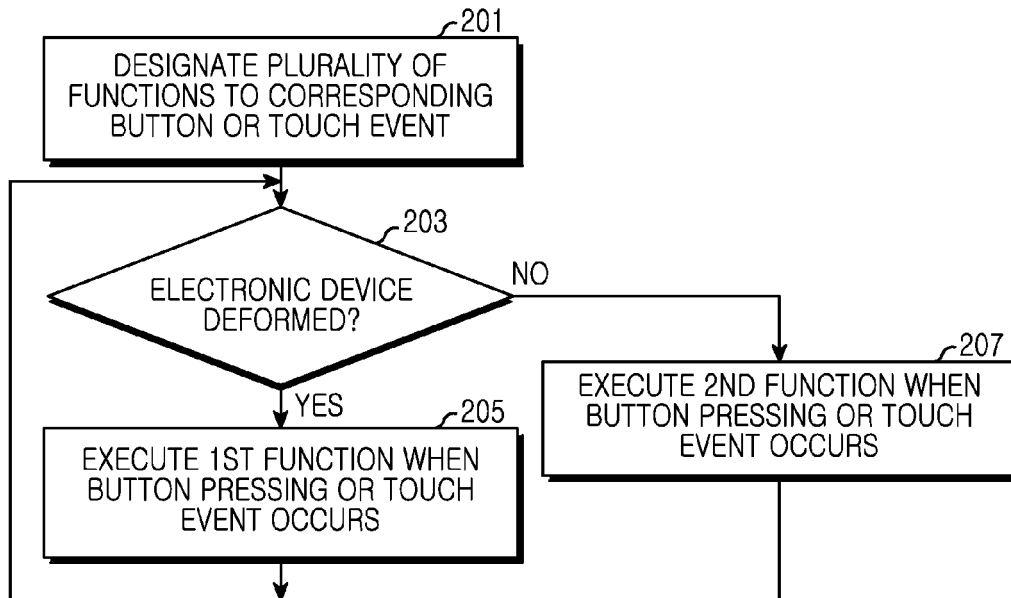 201
DESIGNATE PLURALITY OF
FUNCTIONS TO CORRESPONDING
BUTTON OR TOUCH EVENT
203
ELECTRONIC DEVICE
DEFORMED?
NO
YES
207
EXECUTE 2ND FUNCTION WHEN
BUTTON PRESSING OR TOUCH
EVENT OCCURS
205
EXECUTE 1ST FUNCTION WHEN
BUTTON PRESSING OR TOUCH
EVENT OCCURS